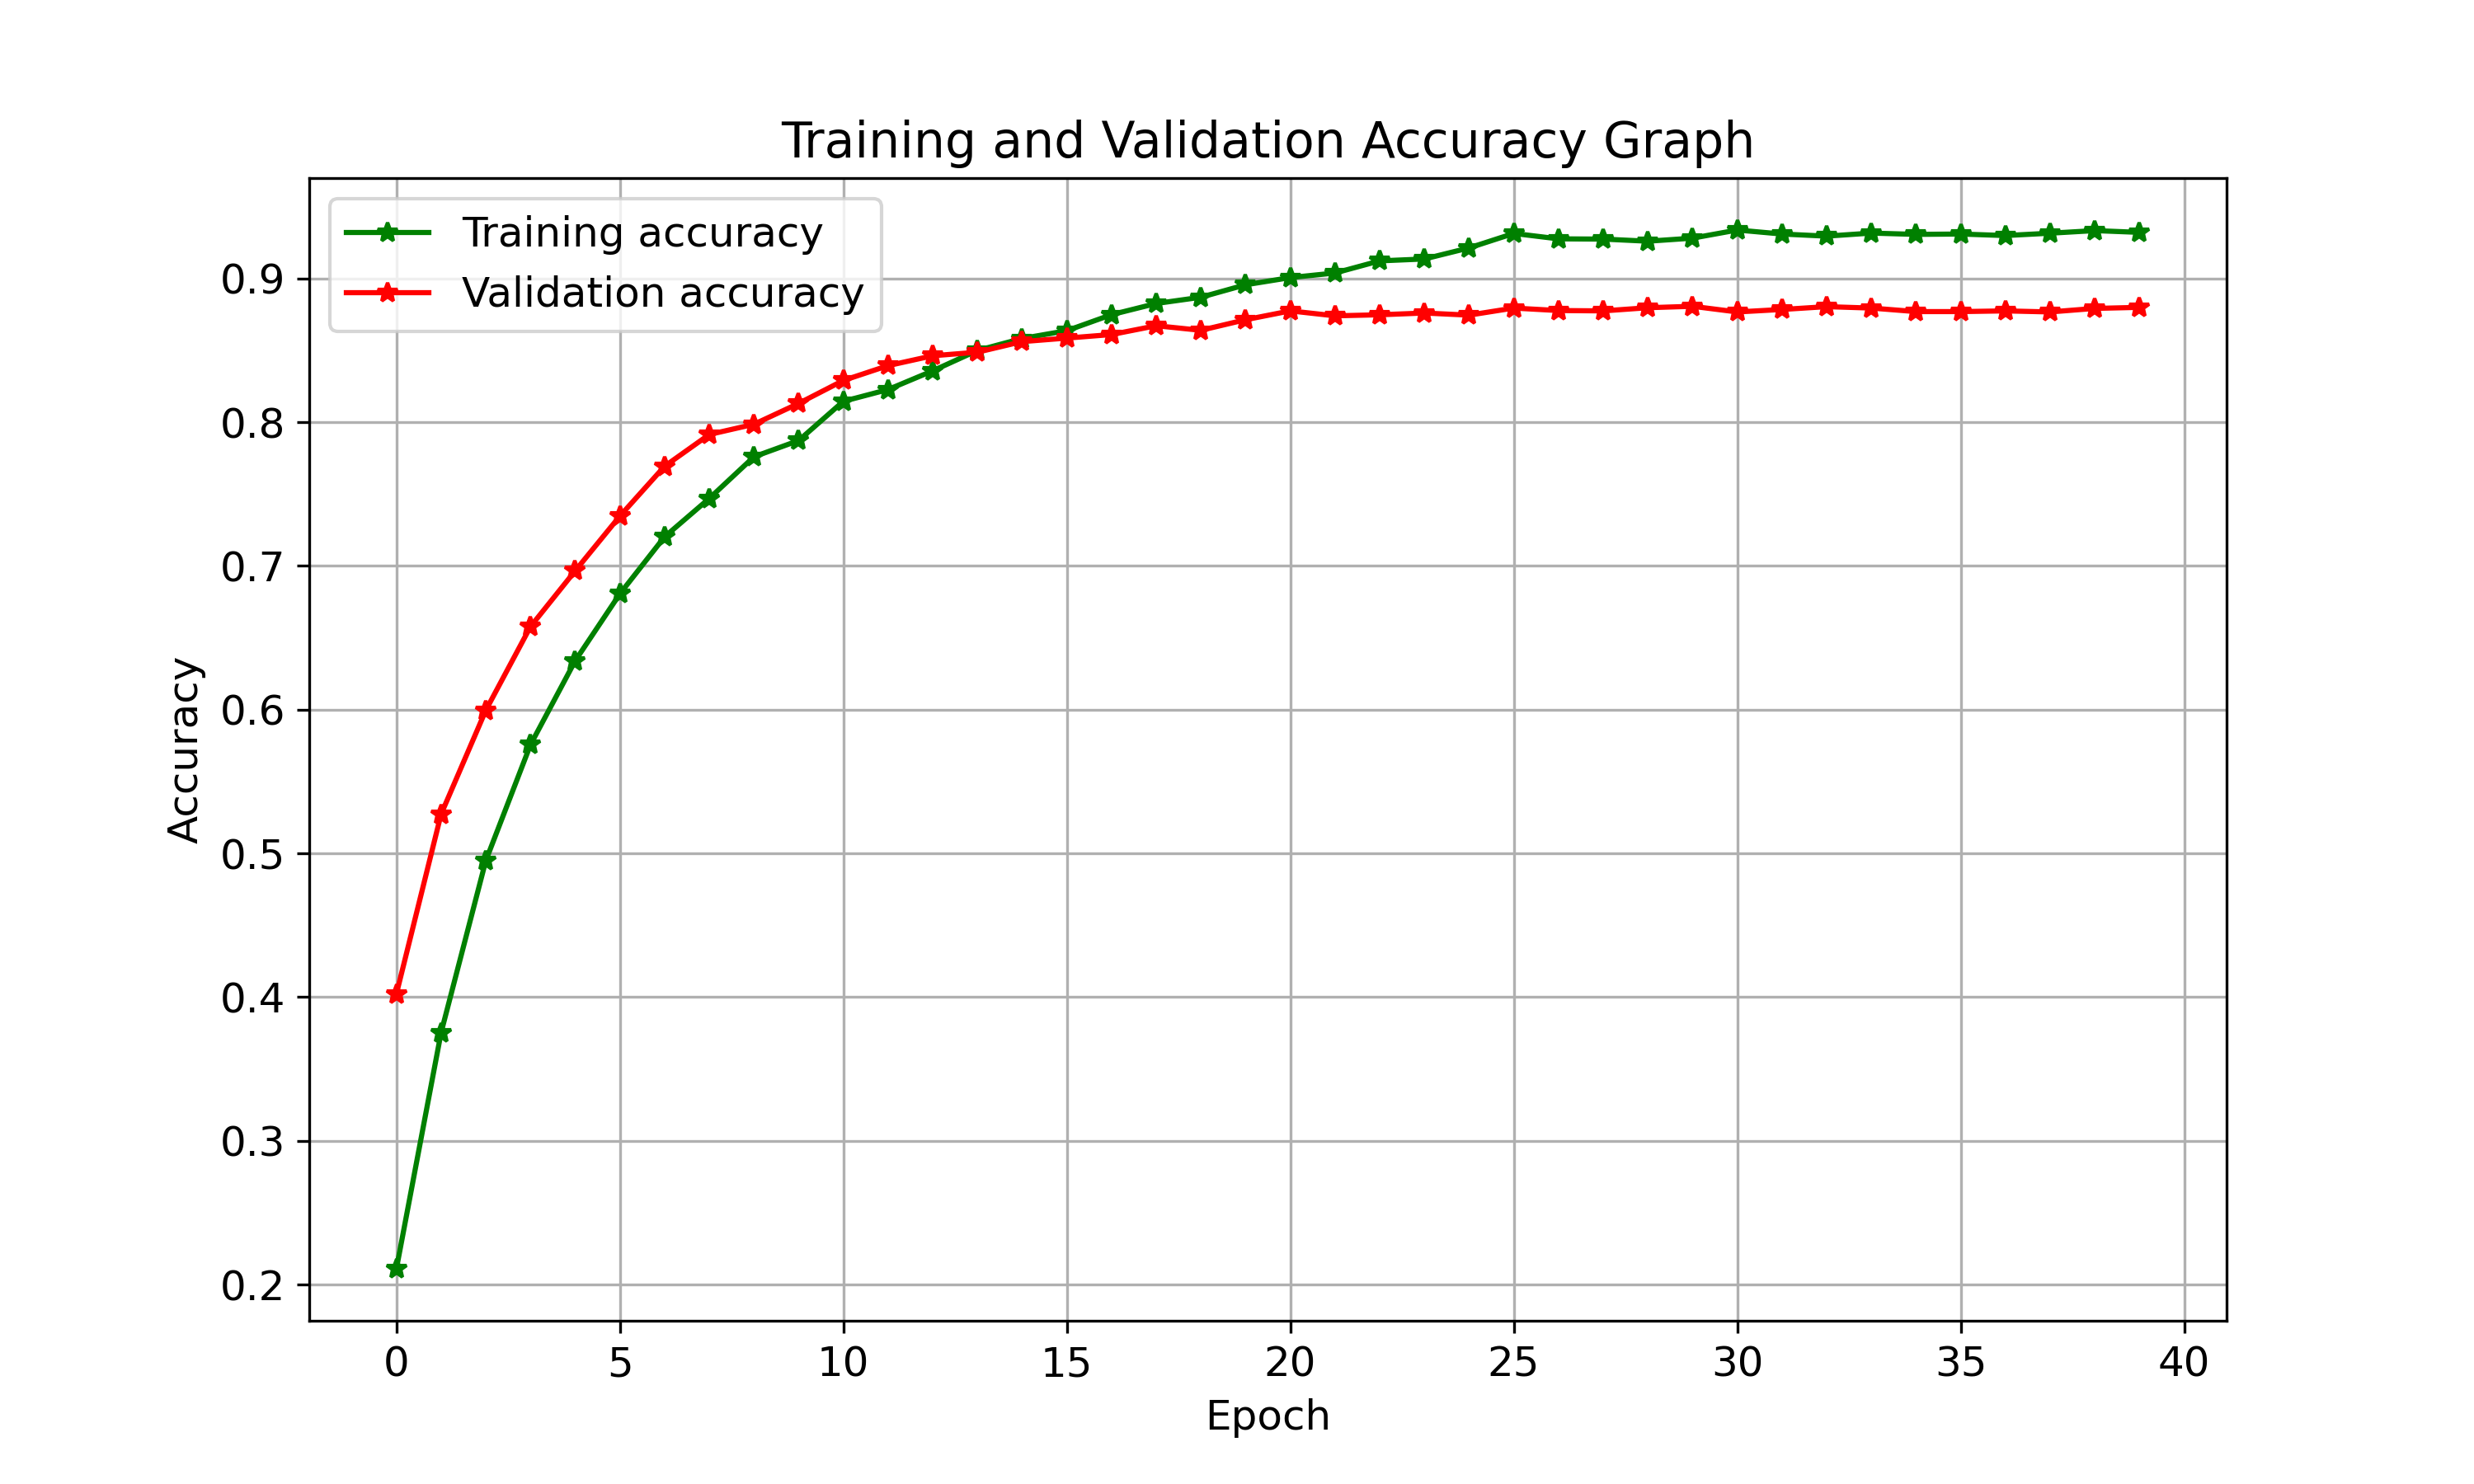 Training and Validation Accuracy Graph
Training accuracy
Validation accuracy
Accuracy
0.9
0.8
0.7
0.6
0.5
0.4
0.3
0.2
0 5 10 15 20 25 30 35 40
Epoch